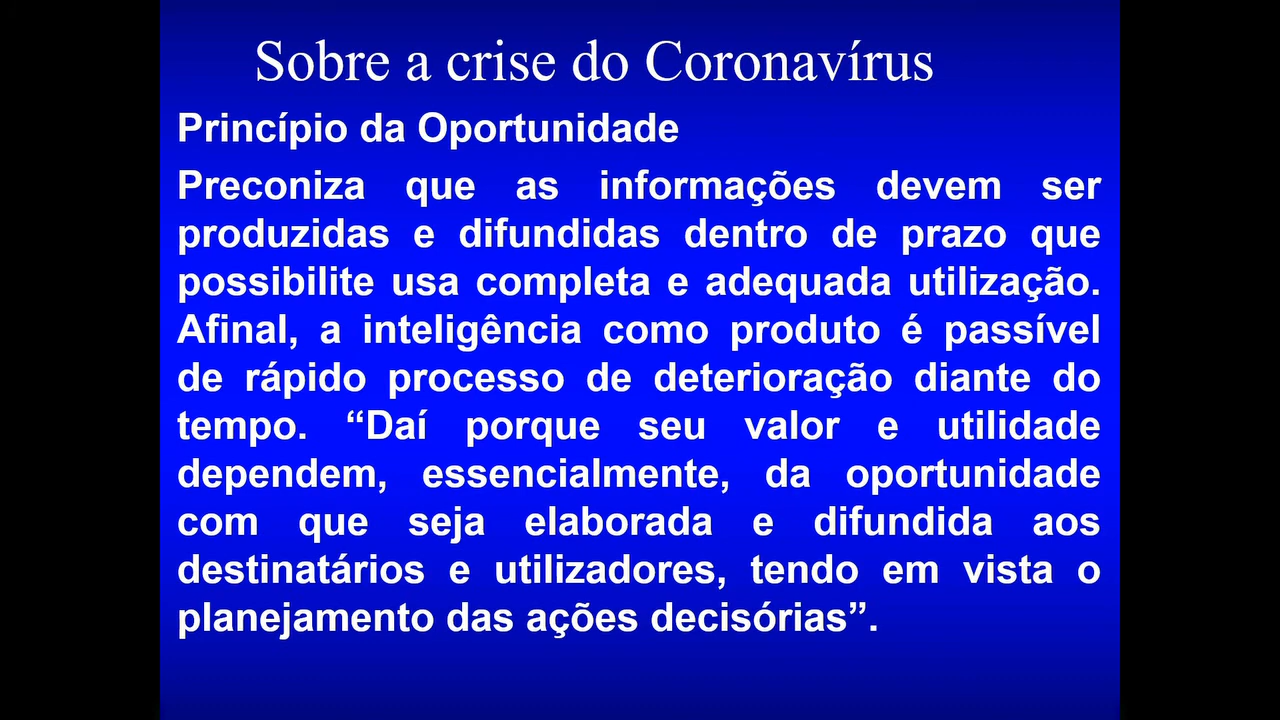 Sobre a crise do Coronavírus
Princípio da Oportunidade
Preconiza que as informações devem ser
produzidas e difundidas dentro de prazo que
possibilite usa completa e adequada utilização.
Afinal, a inteligência como produto é passível
de rápido processo de deterioração diante do
tempo. “Daí porque seu valor e utilidade
dependem, essencialmente, da oportunidade
com que seja elaborada e difundida aos
destinatários e utilizadores, tendo em vista o
planejamento das ações decisórias”.